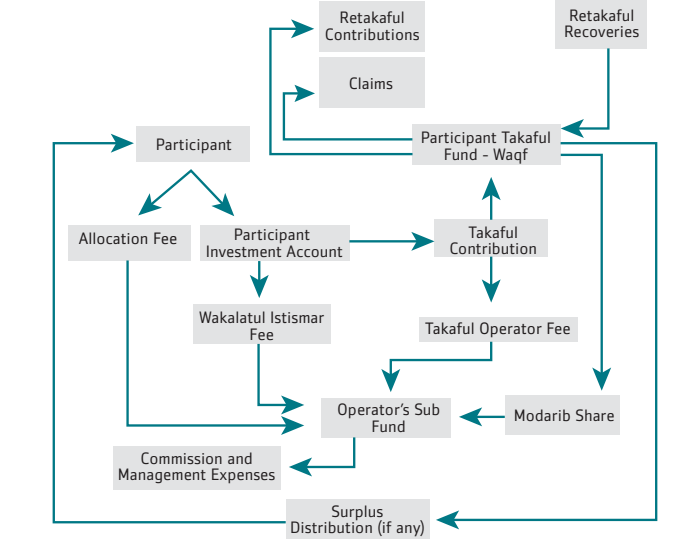 Retakaful
Contributions
Retakaful
Recoveries
Claims
Participant
Participant Takaful
Fund - Waqf
Allocation Fee
Participant
Investment Account
Takaful
Contribution
Wakalatul Istismar
Fee
Takaful Operator Fee
Operator's Sub
Fund
Modarib Share
Commission and
Management Expenses
Surplus
Distribution (if any)